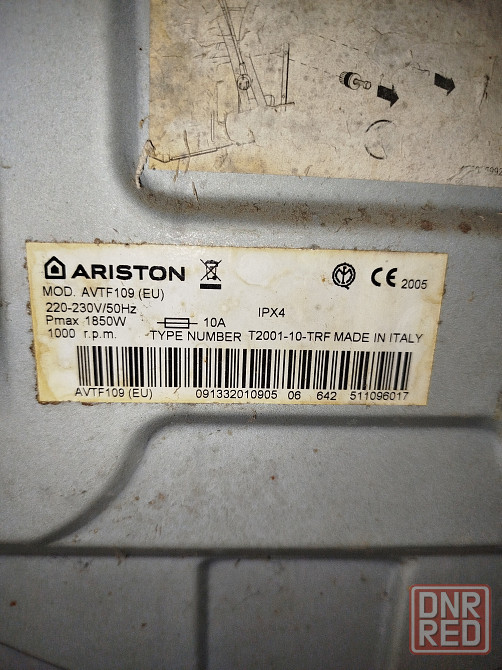 ARISTON
CE 2005
MOD. AVTF109 (EU)
220-230V/50Hz
IPX4
Pmax 1850W 10A
1000 r.p.m. TYPE NUMBER T2001-10-TRF MADE IN ITALY
AVTF109 (EU) 091332010905 06 642 511096017
DNR
RED